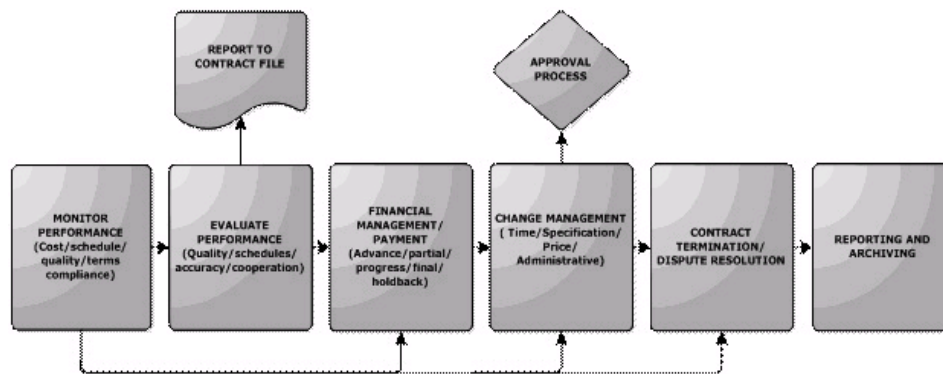 REPORT TO
CONTRACT FILE
APPROVAL
PROCESS
MONITOR
PERFORMANCE
(Cost/schedule/
quality/terms
compliance)
EVALUATE
PERFORMANCE
(Quality/schedules/
accuracy/cooperation)
FINANCIAL
MANAGEMENT/
PAYMENT
(Advance/partial/
progress/final/
holdback)
CHANGE MANAGEMENT
( Time/Specification/
Price/
Administrative)
CONTRACT
TERMINATION/
DISPUTE RESOLUTION
REPORTING AND
ARCHIVING